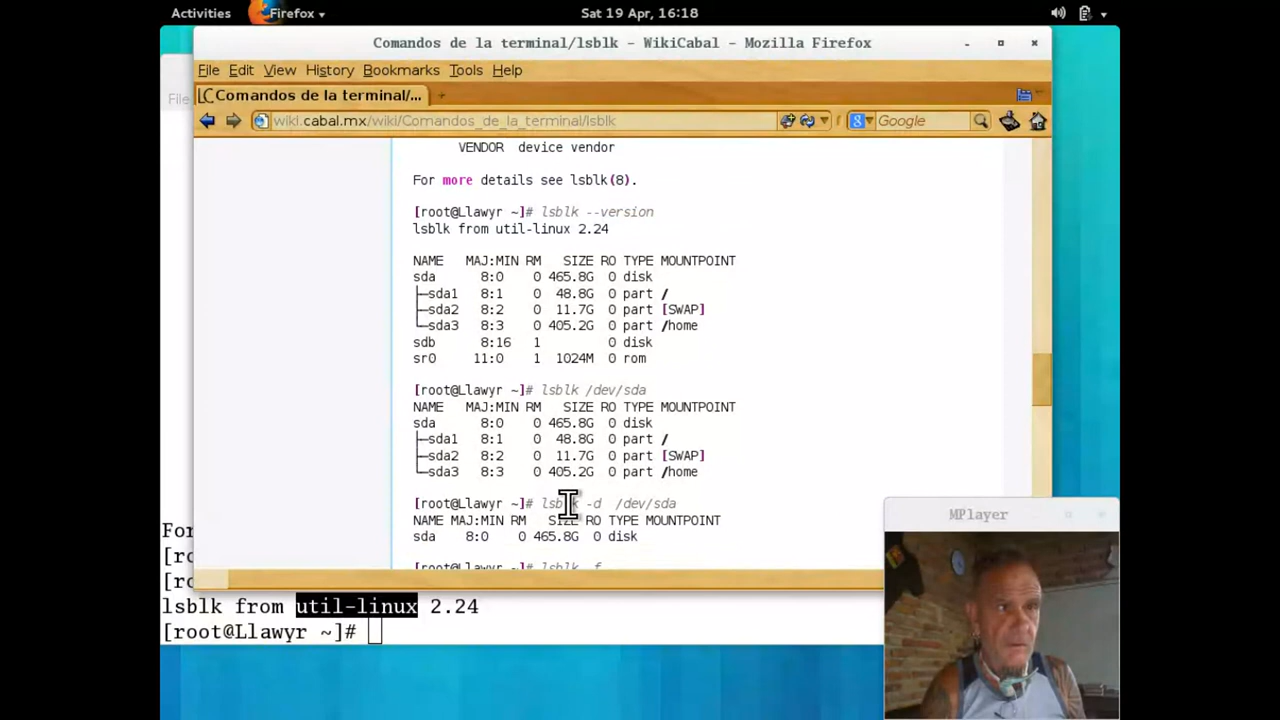 Activities Firefox Sat 19 Apr, 16:18
Comandos de la terminal/lsblk - WikiCabal - Mozilla Firefox
File Edit View History Bookmarks Tools Help
File
Comandos de la terminal/...
wiki.cabal.mx/wiki/Comandos_de_la_terminal/lsblk Google
VENDOR device vendor
For more details see lsblk(8).
[root@Llawyr ~]# lsblk --version
lsblk from util-linux 2.24
NAME MAJ:MIN RM SIZE RO TYPE MOUNTPOINT
sda 8:0 0 465.8G 0 disk
├─sda1 8:1 0 48.8G 0 part /
├─sda2 8:2 0 11.7G 0 part [SWAP]
└─sda3 8:3 0 405.2G 0 part /home
sdb 8:16 1 0 disk
sr0 11:0 1 1024M 0 rom
[root@Llawyr ~]# lsblk /dev/sda
NAME MAJ:MIN RM SIZE RO TYPE MOUNTPOINT
sda 8:0 0 465.8G 0 disk
├─sda1 8:1 0 48.8G 0 part /
├─sda2 8:2 0 11.7G 0 part [SWAP]
└─sda3 8:3 0 405.2G 0 part /home
[root@Llawyr ~]# lsblk -d /dev/sda
NAME MAJ:MIN RM SIZE RO TYPE MOUNTPOINT
sda 8:0 0 465.8G 0 disk
[root@Llawyr ~]# lsblk -f
MPlayer
For
[ro
[ro
lsblk from util-linux 2.24
[root@Llawyr ~]#